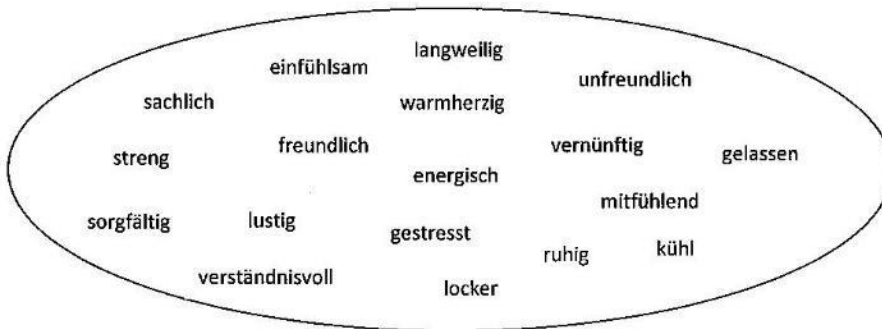 langweilig
einfühlsam
unfreundlich
sachlich
warmherzig
freundlich
vernünftig
streng
gelassen
energisch
mitfühlend
sorgfältig
lustig
gestresst
ruhig
kühl
verständnisvoll
locker